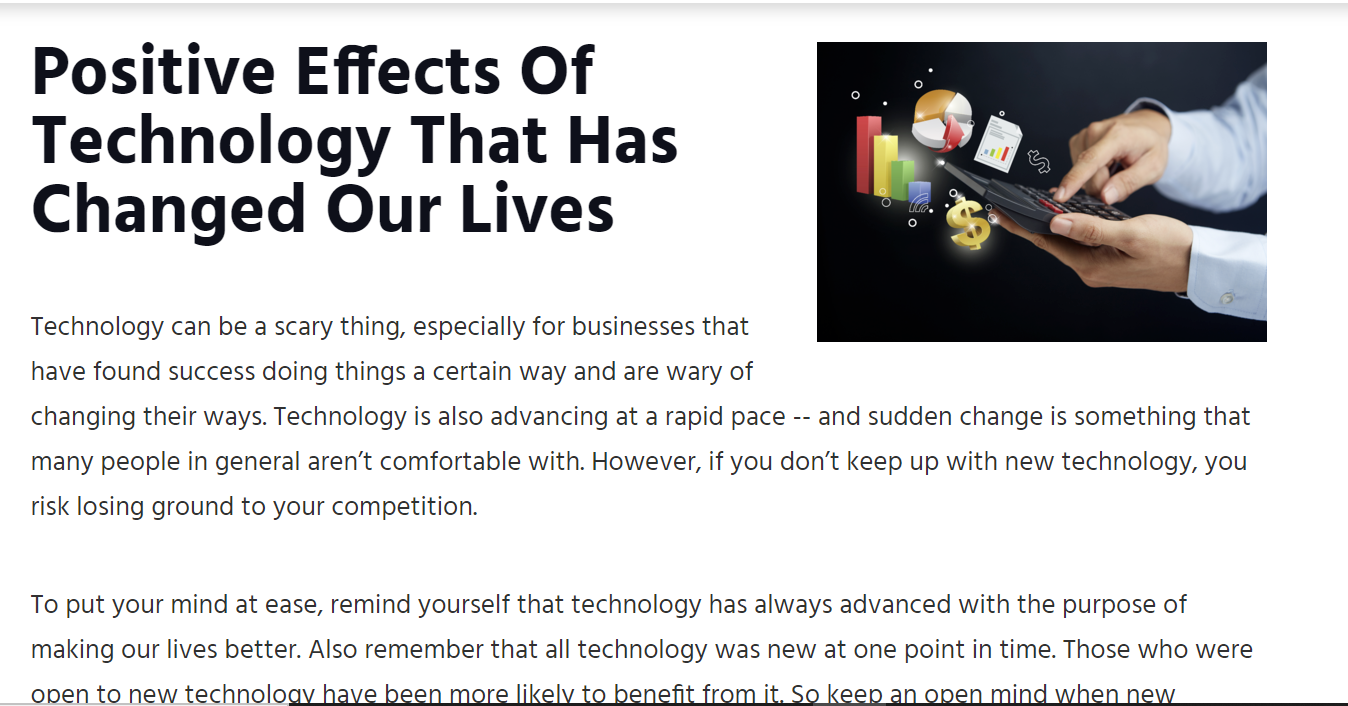 Positive Effects Of
Technology That Has
Changed Our Lives
Technology can be a scary thing, especially for businesses that
have found success doing things a certain way and are wary of
changing their ways. Technology is also advancing at a rapid pace -- and sudden change is something that
many people in general aren’t comfortable with. However, if you don’t keep up with new technology, you
risk losing ground to your competition.
To put your mind at ease, remind yourself that technology has always advanced with the purpose of
making our lives better. Also remember that all technology was new at one point in time. Those who were
open to new technology have been more likely to benefit from it. So keep an open mind when new